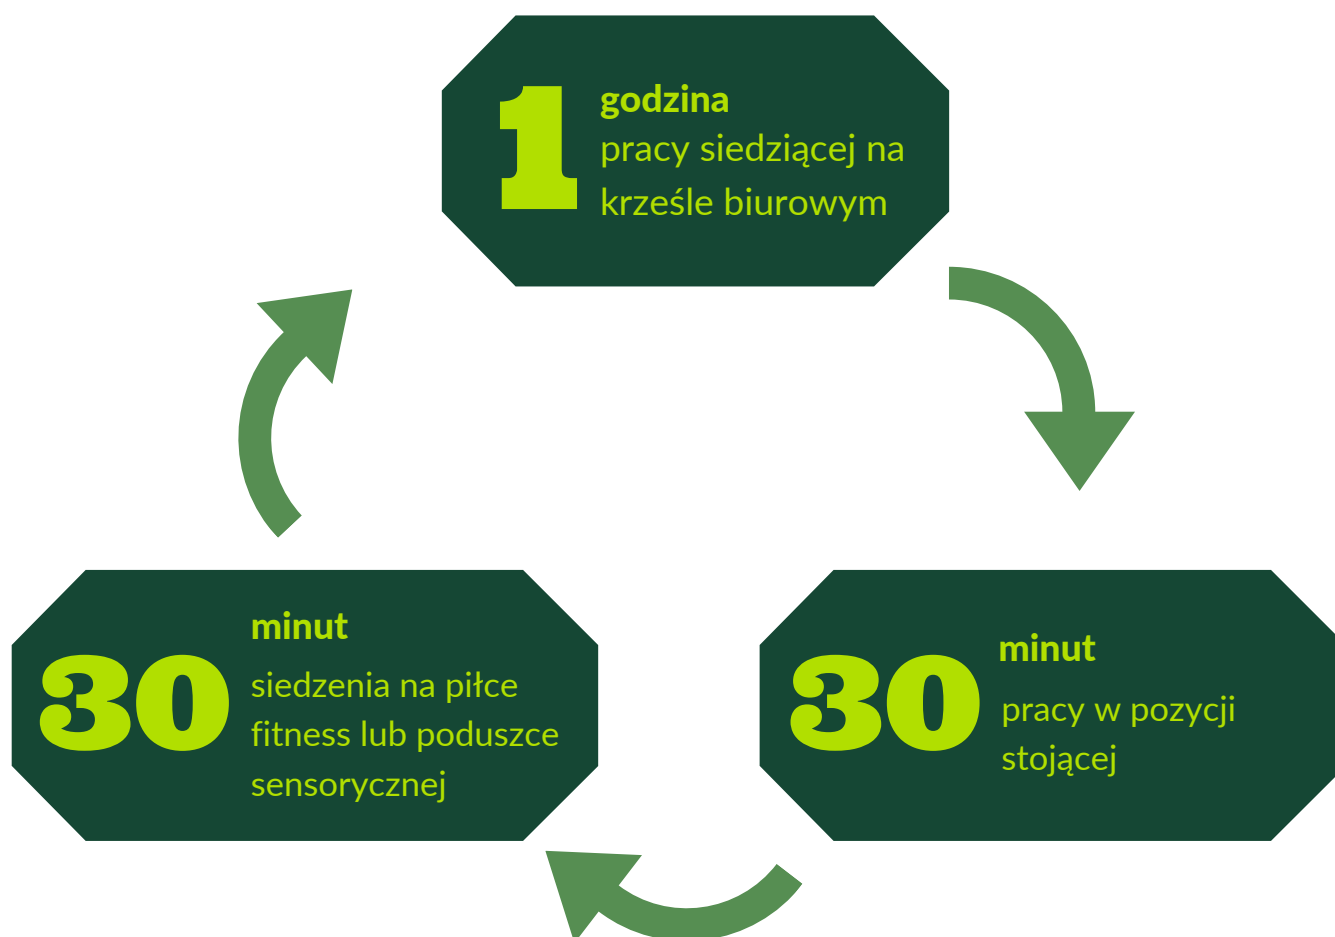 1 godzina
pracy siedziącej na
krześle biurowym
30 minut
siedzenia na piłce
fitness lub poduszce
sensorycznej
30 minut
pracy w pozycji
stojącej